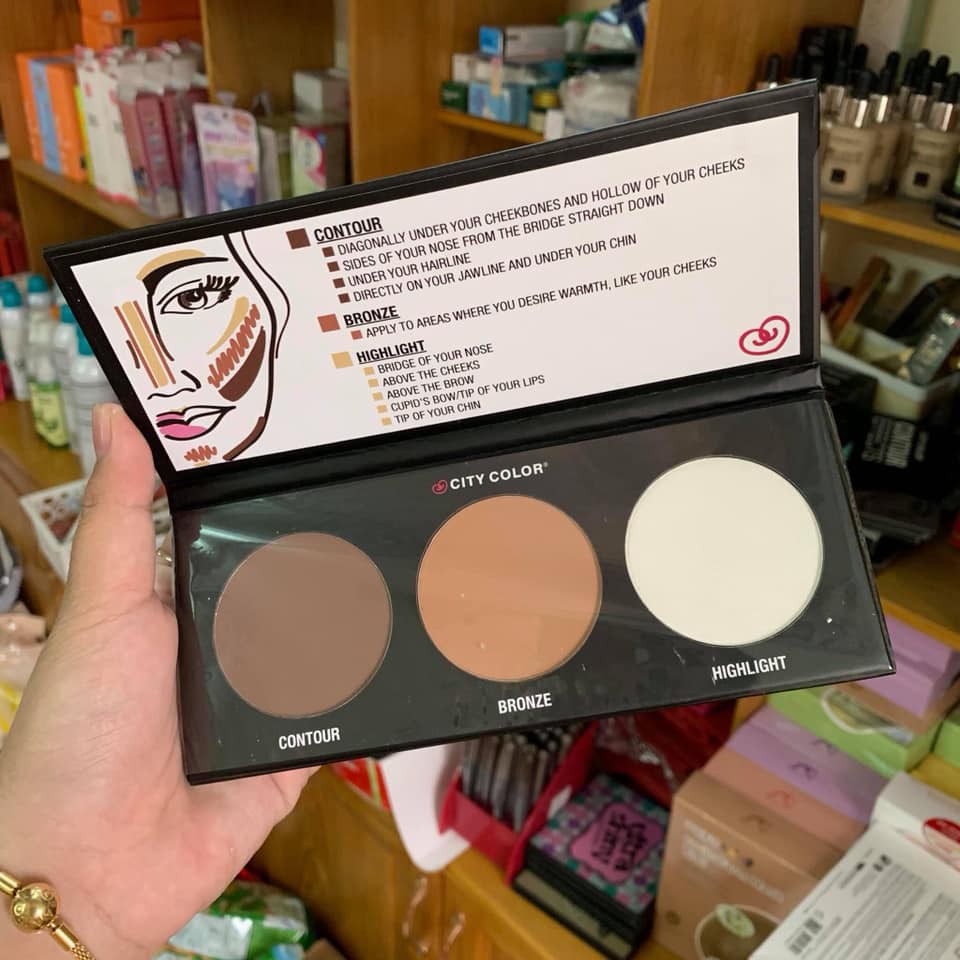 CONTOUR
DIAGONALLY UNDER YOUR CHEEKBONES AND HOLLOW OF YOUR CHEEKS
SIDES OF YOUR NOSE FROM THE BRIDGE STRAIGHT DOWN
UNDER YOUR HAIRLINE
DIRECTLY ON YOUR JAWLINE AND UNDER YOUR CHIN
BRONZE
APPLY TO AREAS WHERE YOU DESIRE WARMTH, LIKE YOUR CHEEKS
HIGHLIGHT
BRIDGE OF YOUR NOSE
ABOVE THE CHEEKS
ABOVE THE BROW
CUPID'S BOW/TIP OF YOUR LIPS
TIP OF YOUR CHIN
CITY COLOR®
CONTOUR
BRONZE
HIGHLIGHT